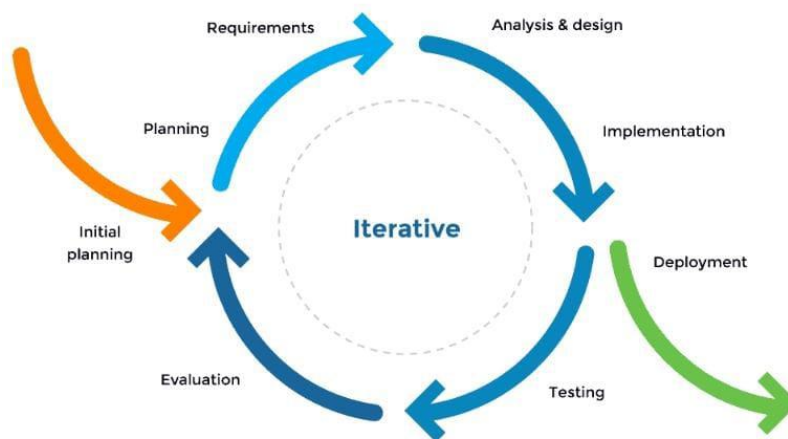 Requirements
Analysis & design
Planning
Implementation
Initial
planning
Iterative
Deployment
Evaluation
Testing